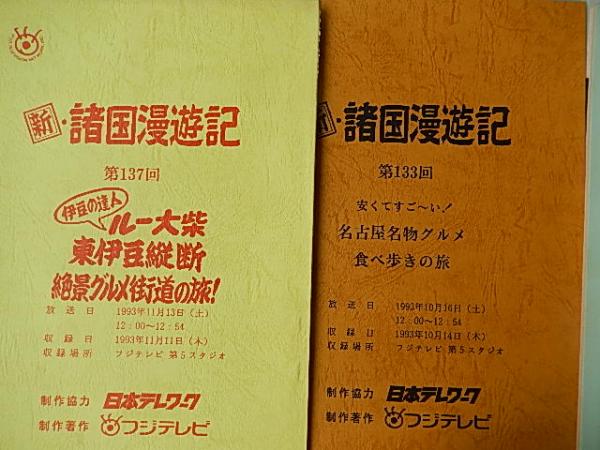 新・諸国漫遊記
第137回
伊豆の達人
ルー大柴
東伊豆縦断
絶景グルメ街道の旅!
放送日 1993年11月13日(土)
12:00〜12:54
収録日 1993年11月11日(木)
収録場所 フジテレビ 第5スタジオ
制作協力 日本テレワーク
制作著作 フジテレビ
新・諸国漫遊記
第133回
安くてすご〜い!
名古屋名物グルメ
食べ歩きの旅
放送日 1993年10月16日(土)
12:00〜12:54
収録日 1993年10月14日(木)
収録場所 フジテレビ 第5スタジオ
制作協力 日本テレワーク
制作著作 フジテレビ